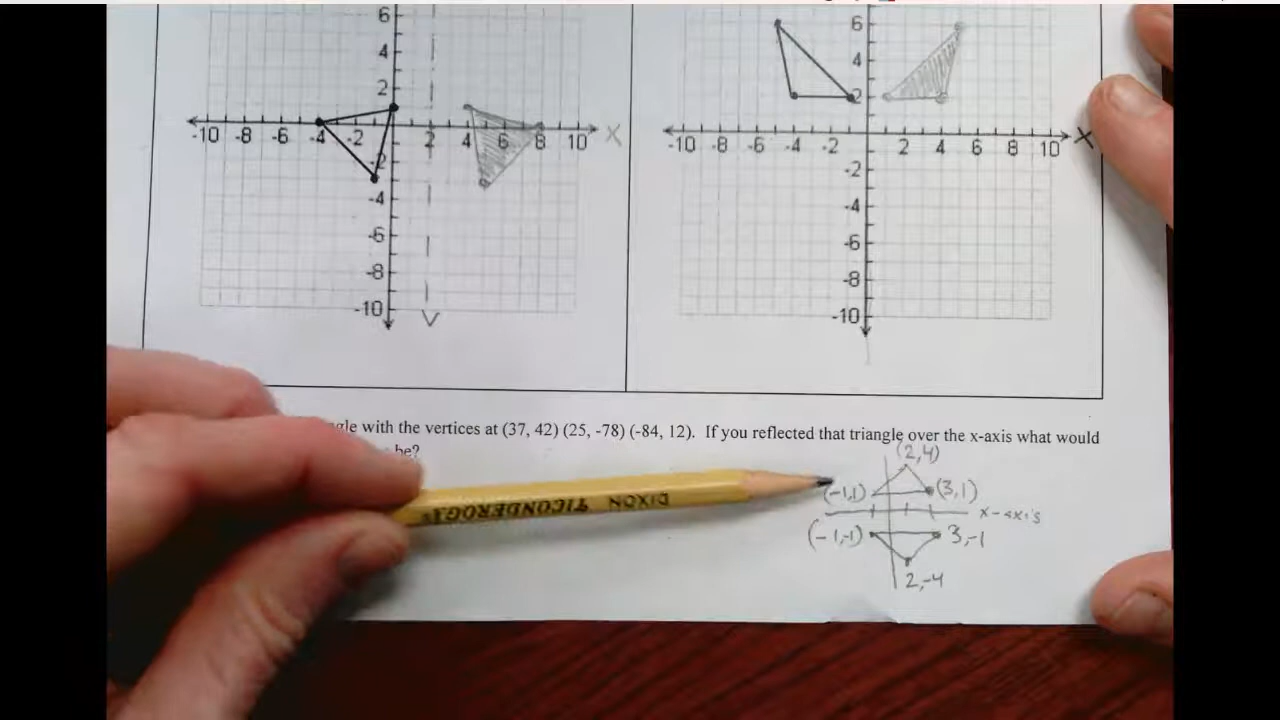 6
4
2
-10 -8 -6 -4 -2 2 4 6 8 10 X
-2
-4
-6
-8
-10
V
6
4
2
-10 -8 -6 -4 -2 2 4 6 8 10 X
-2
-4
-6
-8
-10
gle with the vertices at (37, 42) (25, -78) (-84, 12). If you reflected that triangle over the x-axis what would
be?
(2,4)
(-1,1) (3,1)
x-axis
(-1,-1) 3,-1
2,-4
DIXON TICONDEROGA